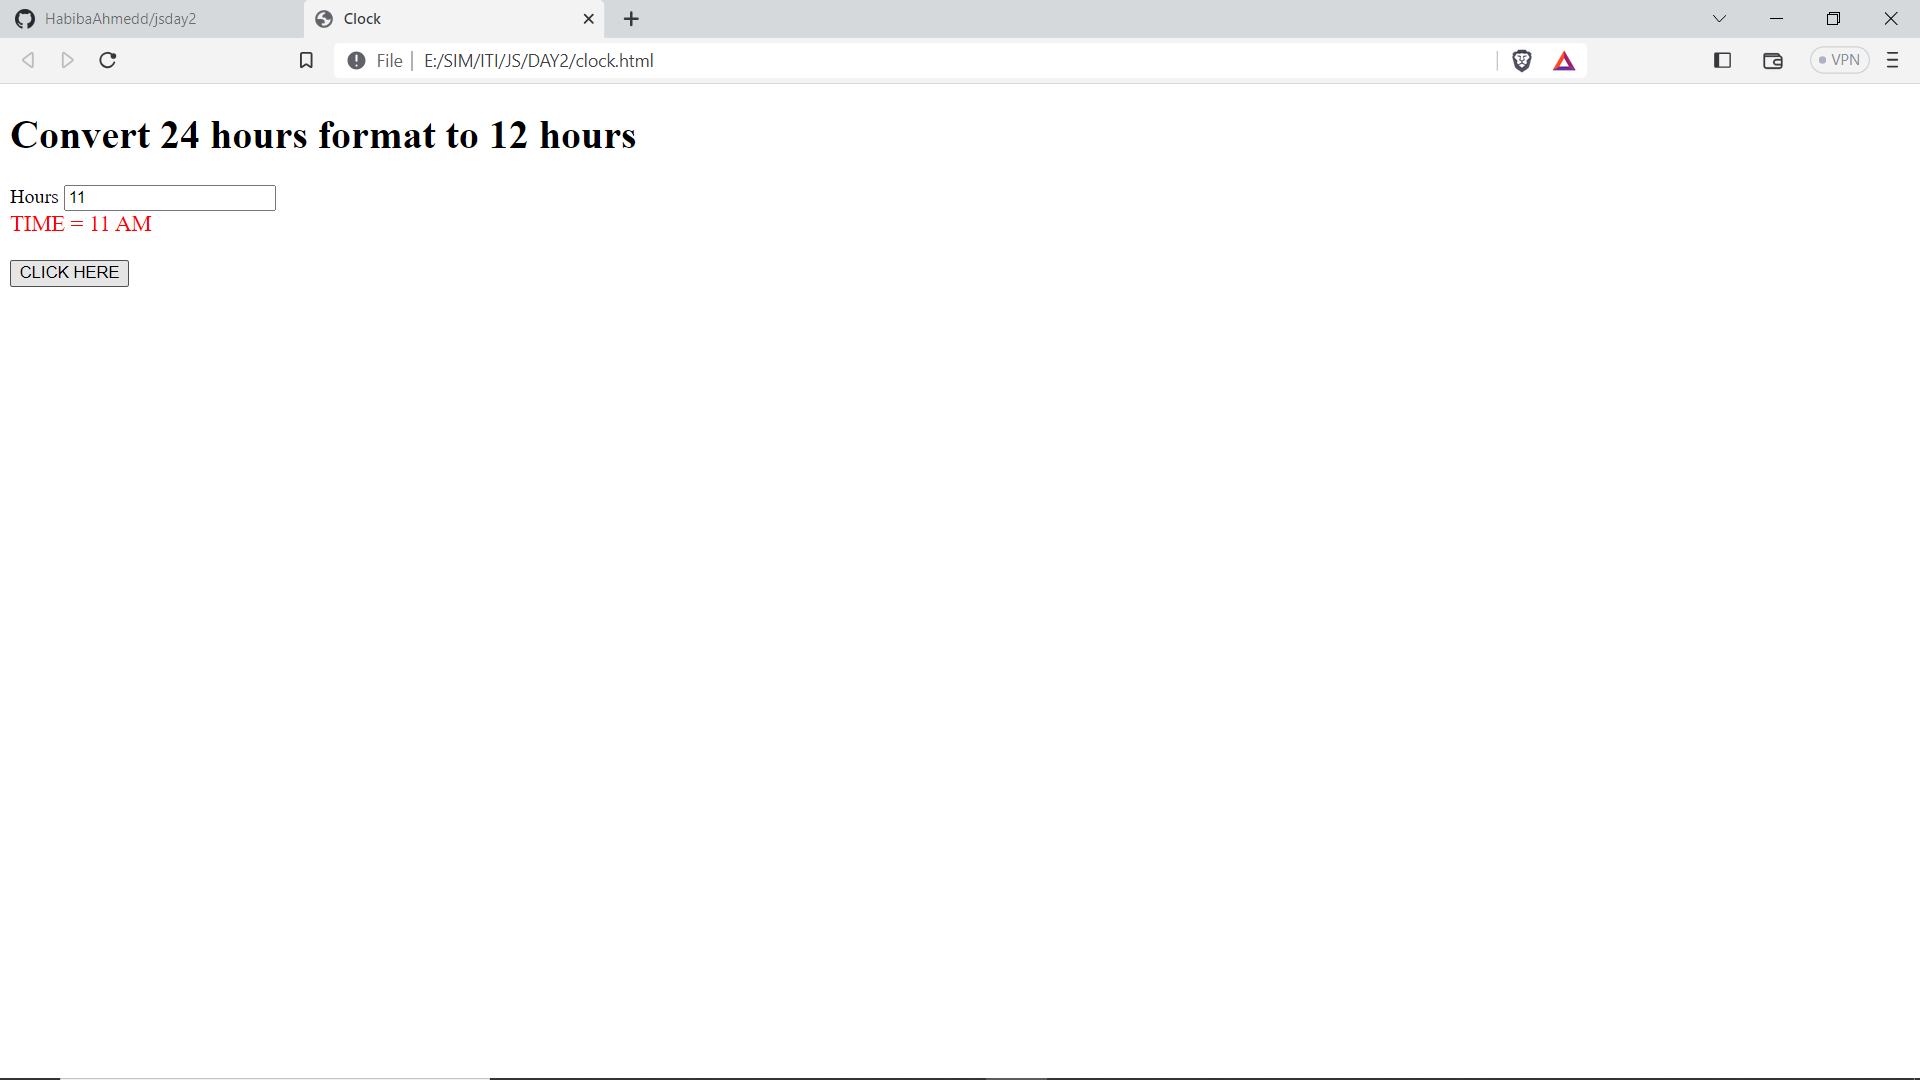 HabibaAhmedd/jsday2
Clock
File
E:/SIM/ITI/JS/DAY2/clock.html
VPN
Convert 24 hours format to 12 hours
Hours 11
TIME = 11 AM
CLICK HERE